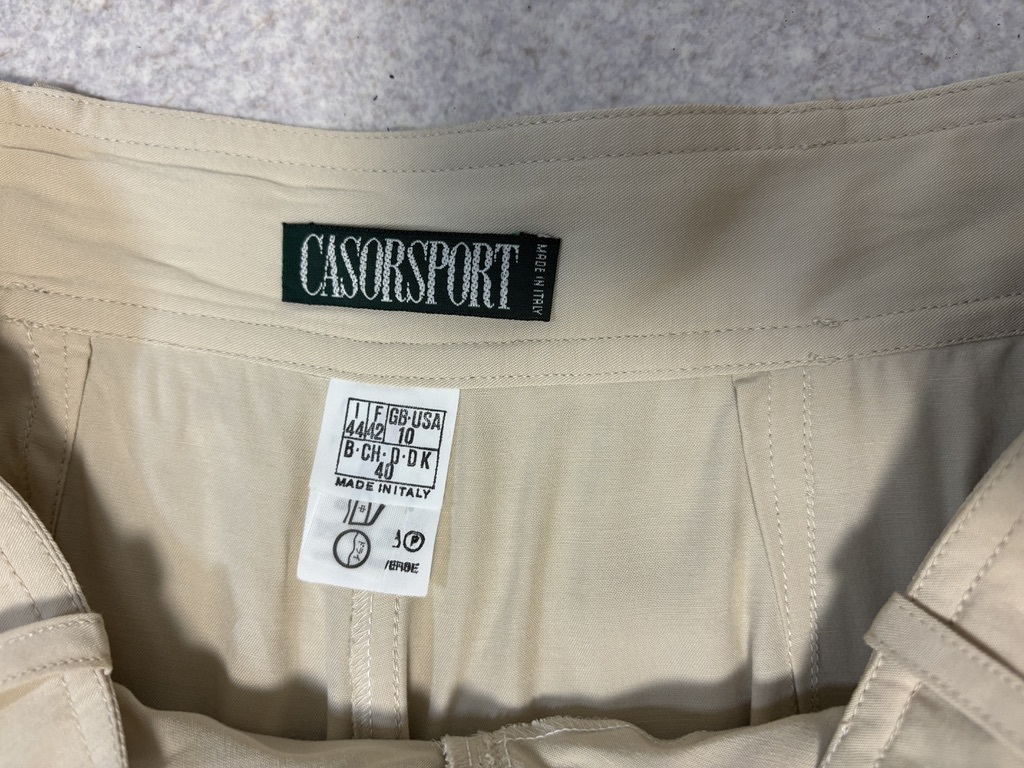 CASORSPORT
MADE IN ITALY
I F GB·USA
44 42 10
B·CH·D·DK
40
MADE IN ITALY
P